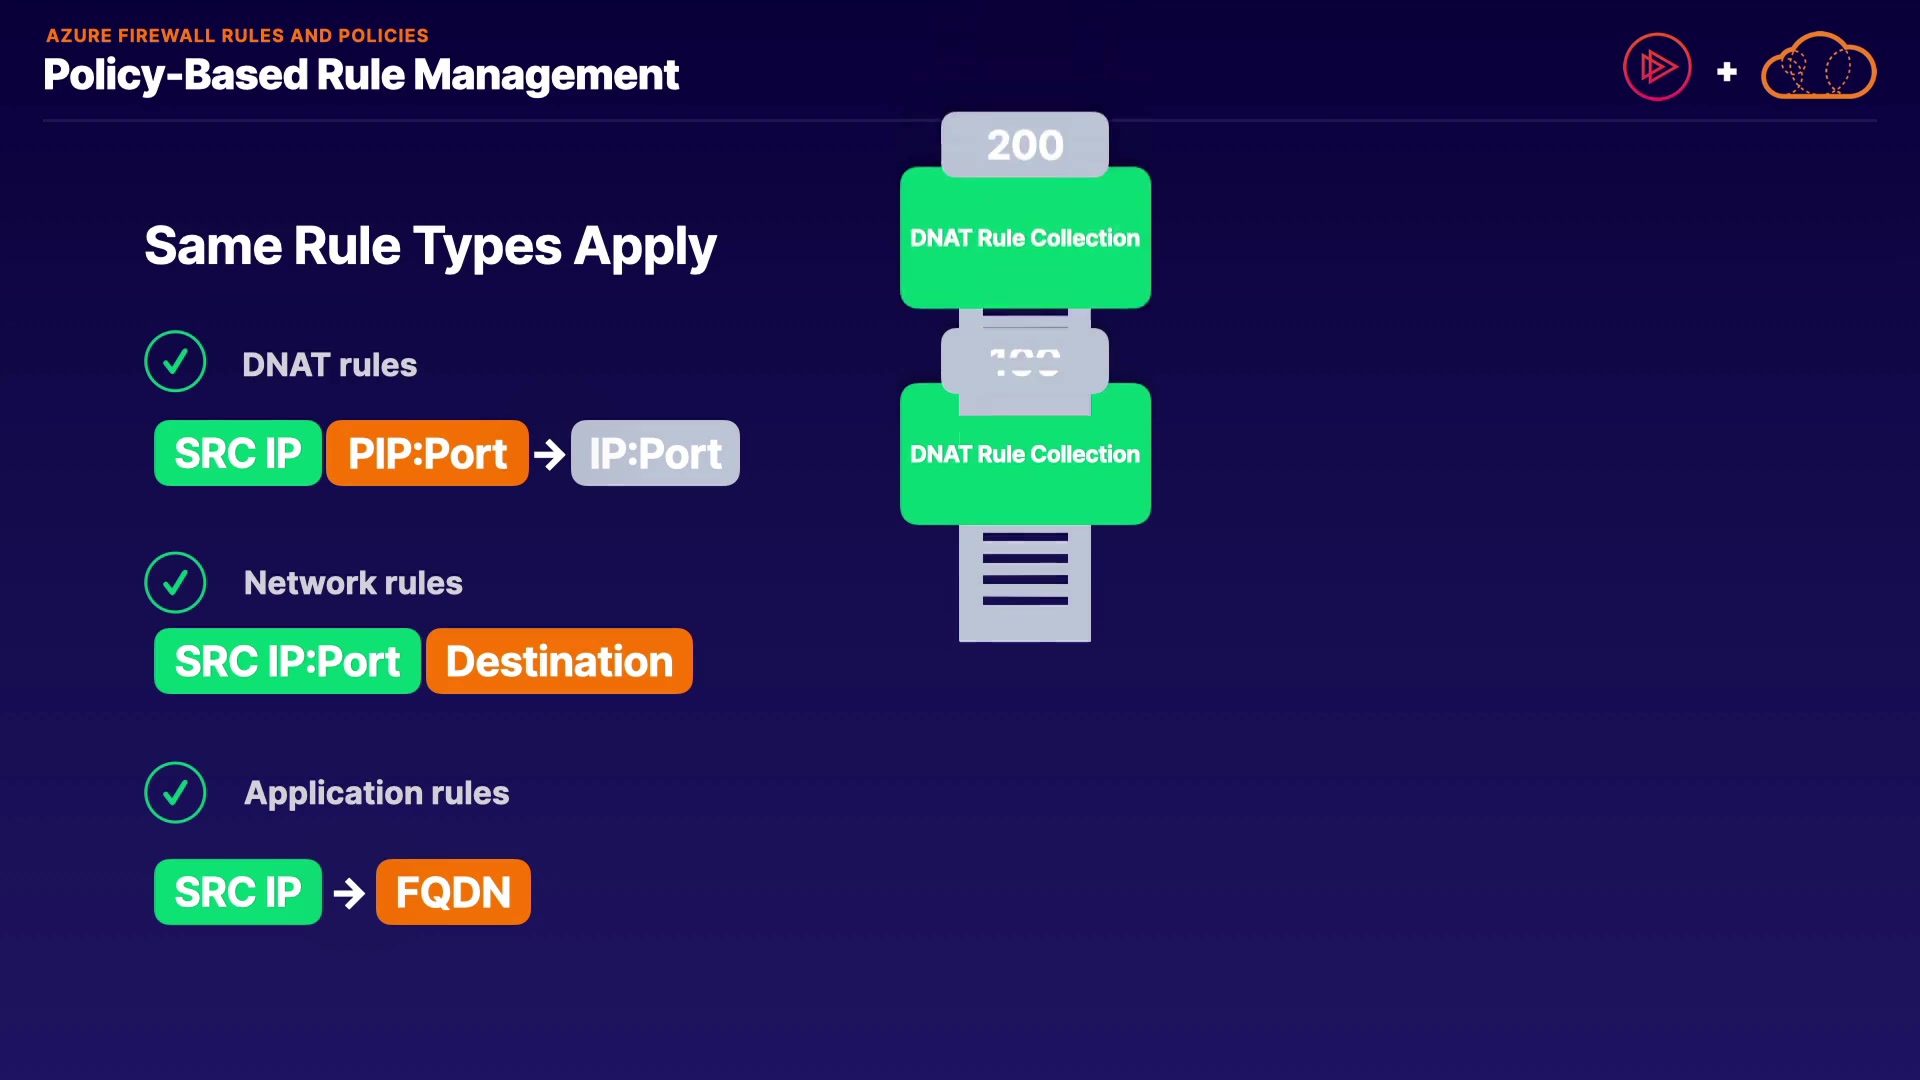 AZURE FIREWALL RULES AND POLICIES
Policy-Based Rule Management
Same Rule Types Apply
DNAT rules
SRC IP PIP:Port → IP:Port
Network rules
SRC IP:Port Destination
Application rules
SRC IP → FQDN
200
DNAT Rule Collection
100
DNAT Rule Collection